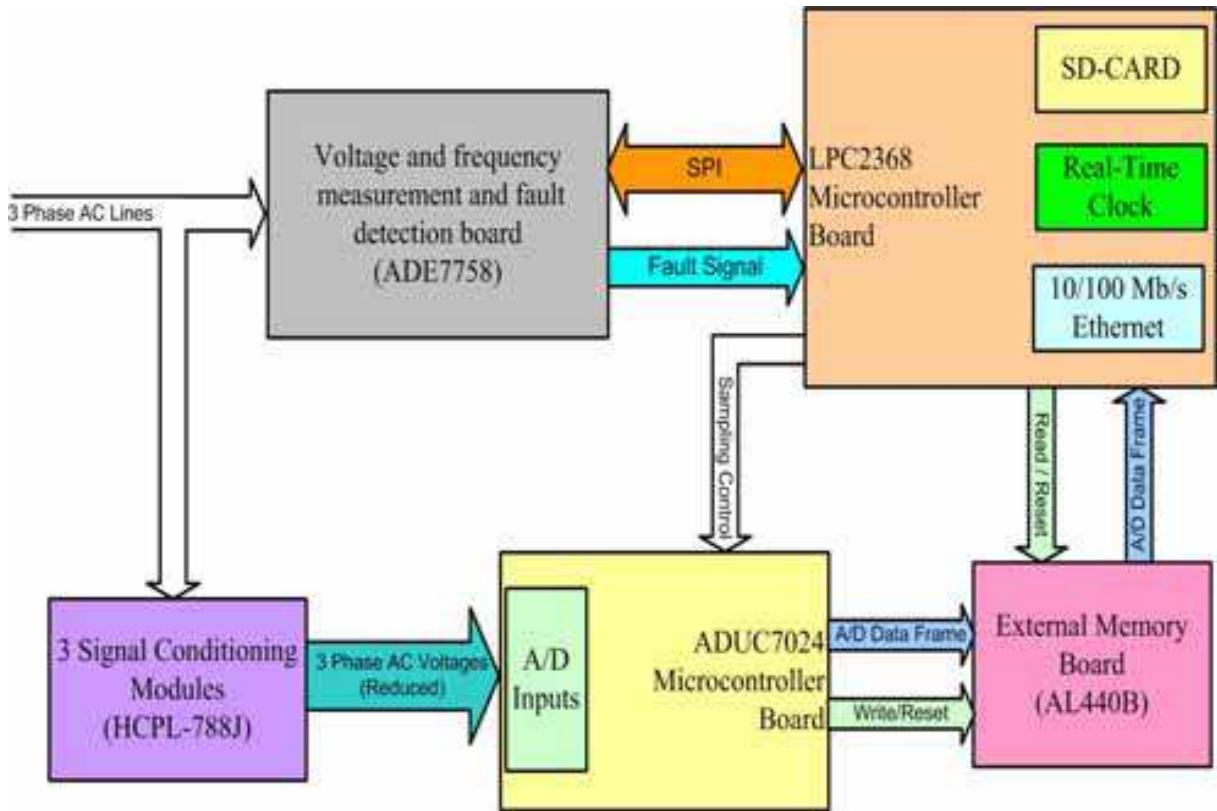 3 Phase AC Lines
Voltage and frequency
measurement and fault
detection board
(ADE7758)
SPI
Fault Signal
LPC2368
Microcontroller
Board
SD-CARD
Real-Time
Clock
10/100 Mb/s
Ethernet
Sampling Control
Read / Reset
A/D Data Frame
3 Signal Conditioning
Modules
(HCPL-788J)
3 Phase AC Voltages
(Reduced)
A/D
Inputs
ADUC7024
Microcontroller
Board
A/D Data Frame
Write/Reset
External Memory
Board
(AL440B)